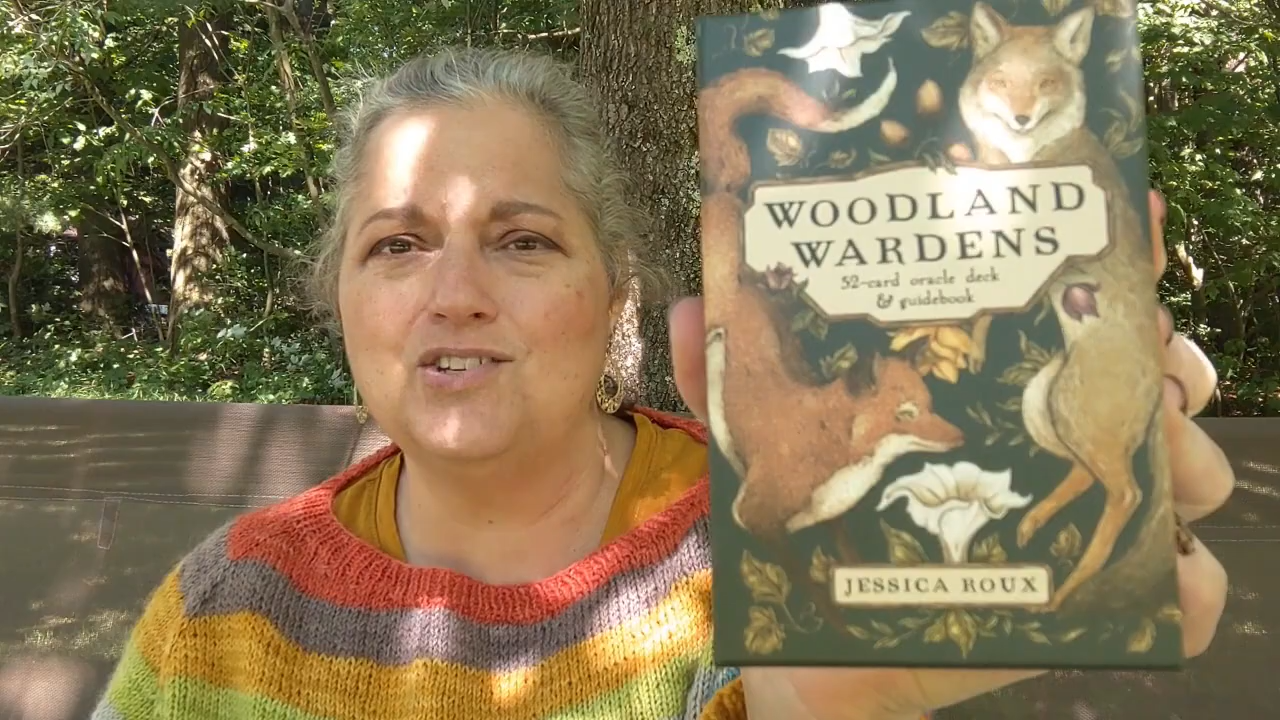 WOODLAND
WARDENS
52-card oracle deck
& guidebook
JESSICA ROUX